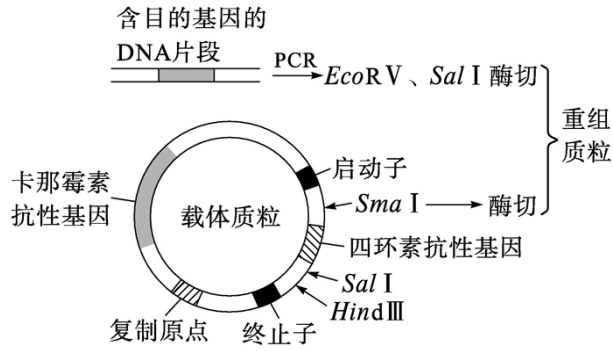 含目的基因的
DNA片段
PCR
EcoRⅤ、SalⅠ酶切
重组
质粒
启动子
卡那霉素
抗性基因
载体质粒
SmaⅠ
酶切
四环素抗性基因
SalⅠ
HindⅢ
复制原点
终止子